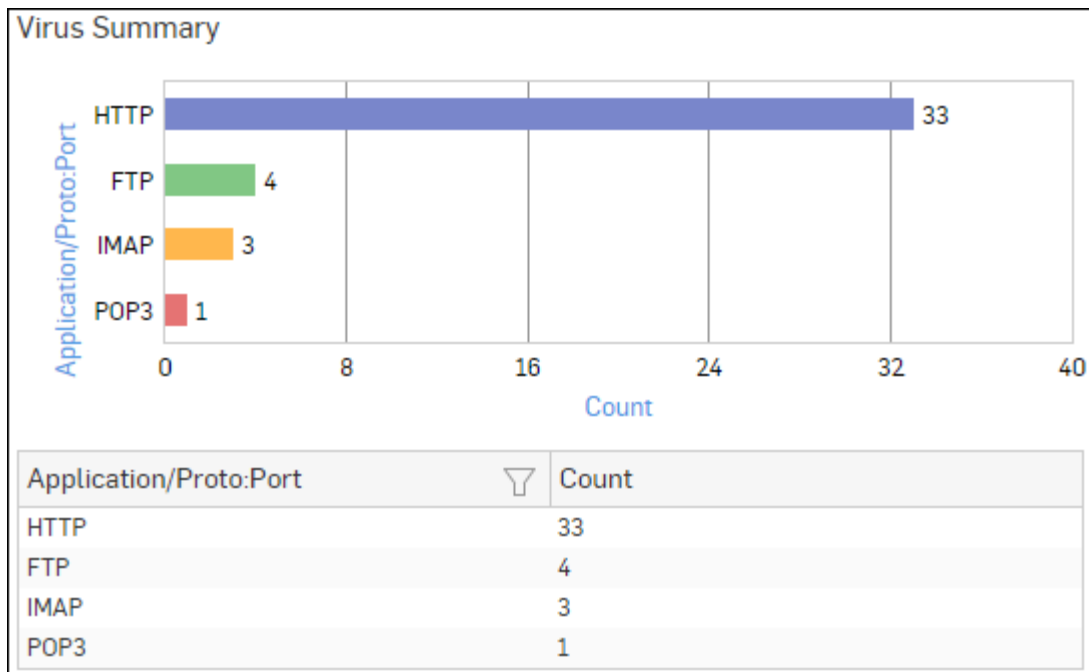 Virus Summary
Application/Proto:Port
HTTP 33
FTP 4
IMAP 3
POP3 1
0 8 16 24 32 40
Count
Application/Proto:Port Count
HTTP 33
FTP 4
IMAP 3
POP3 1